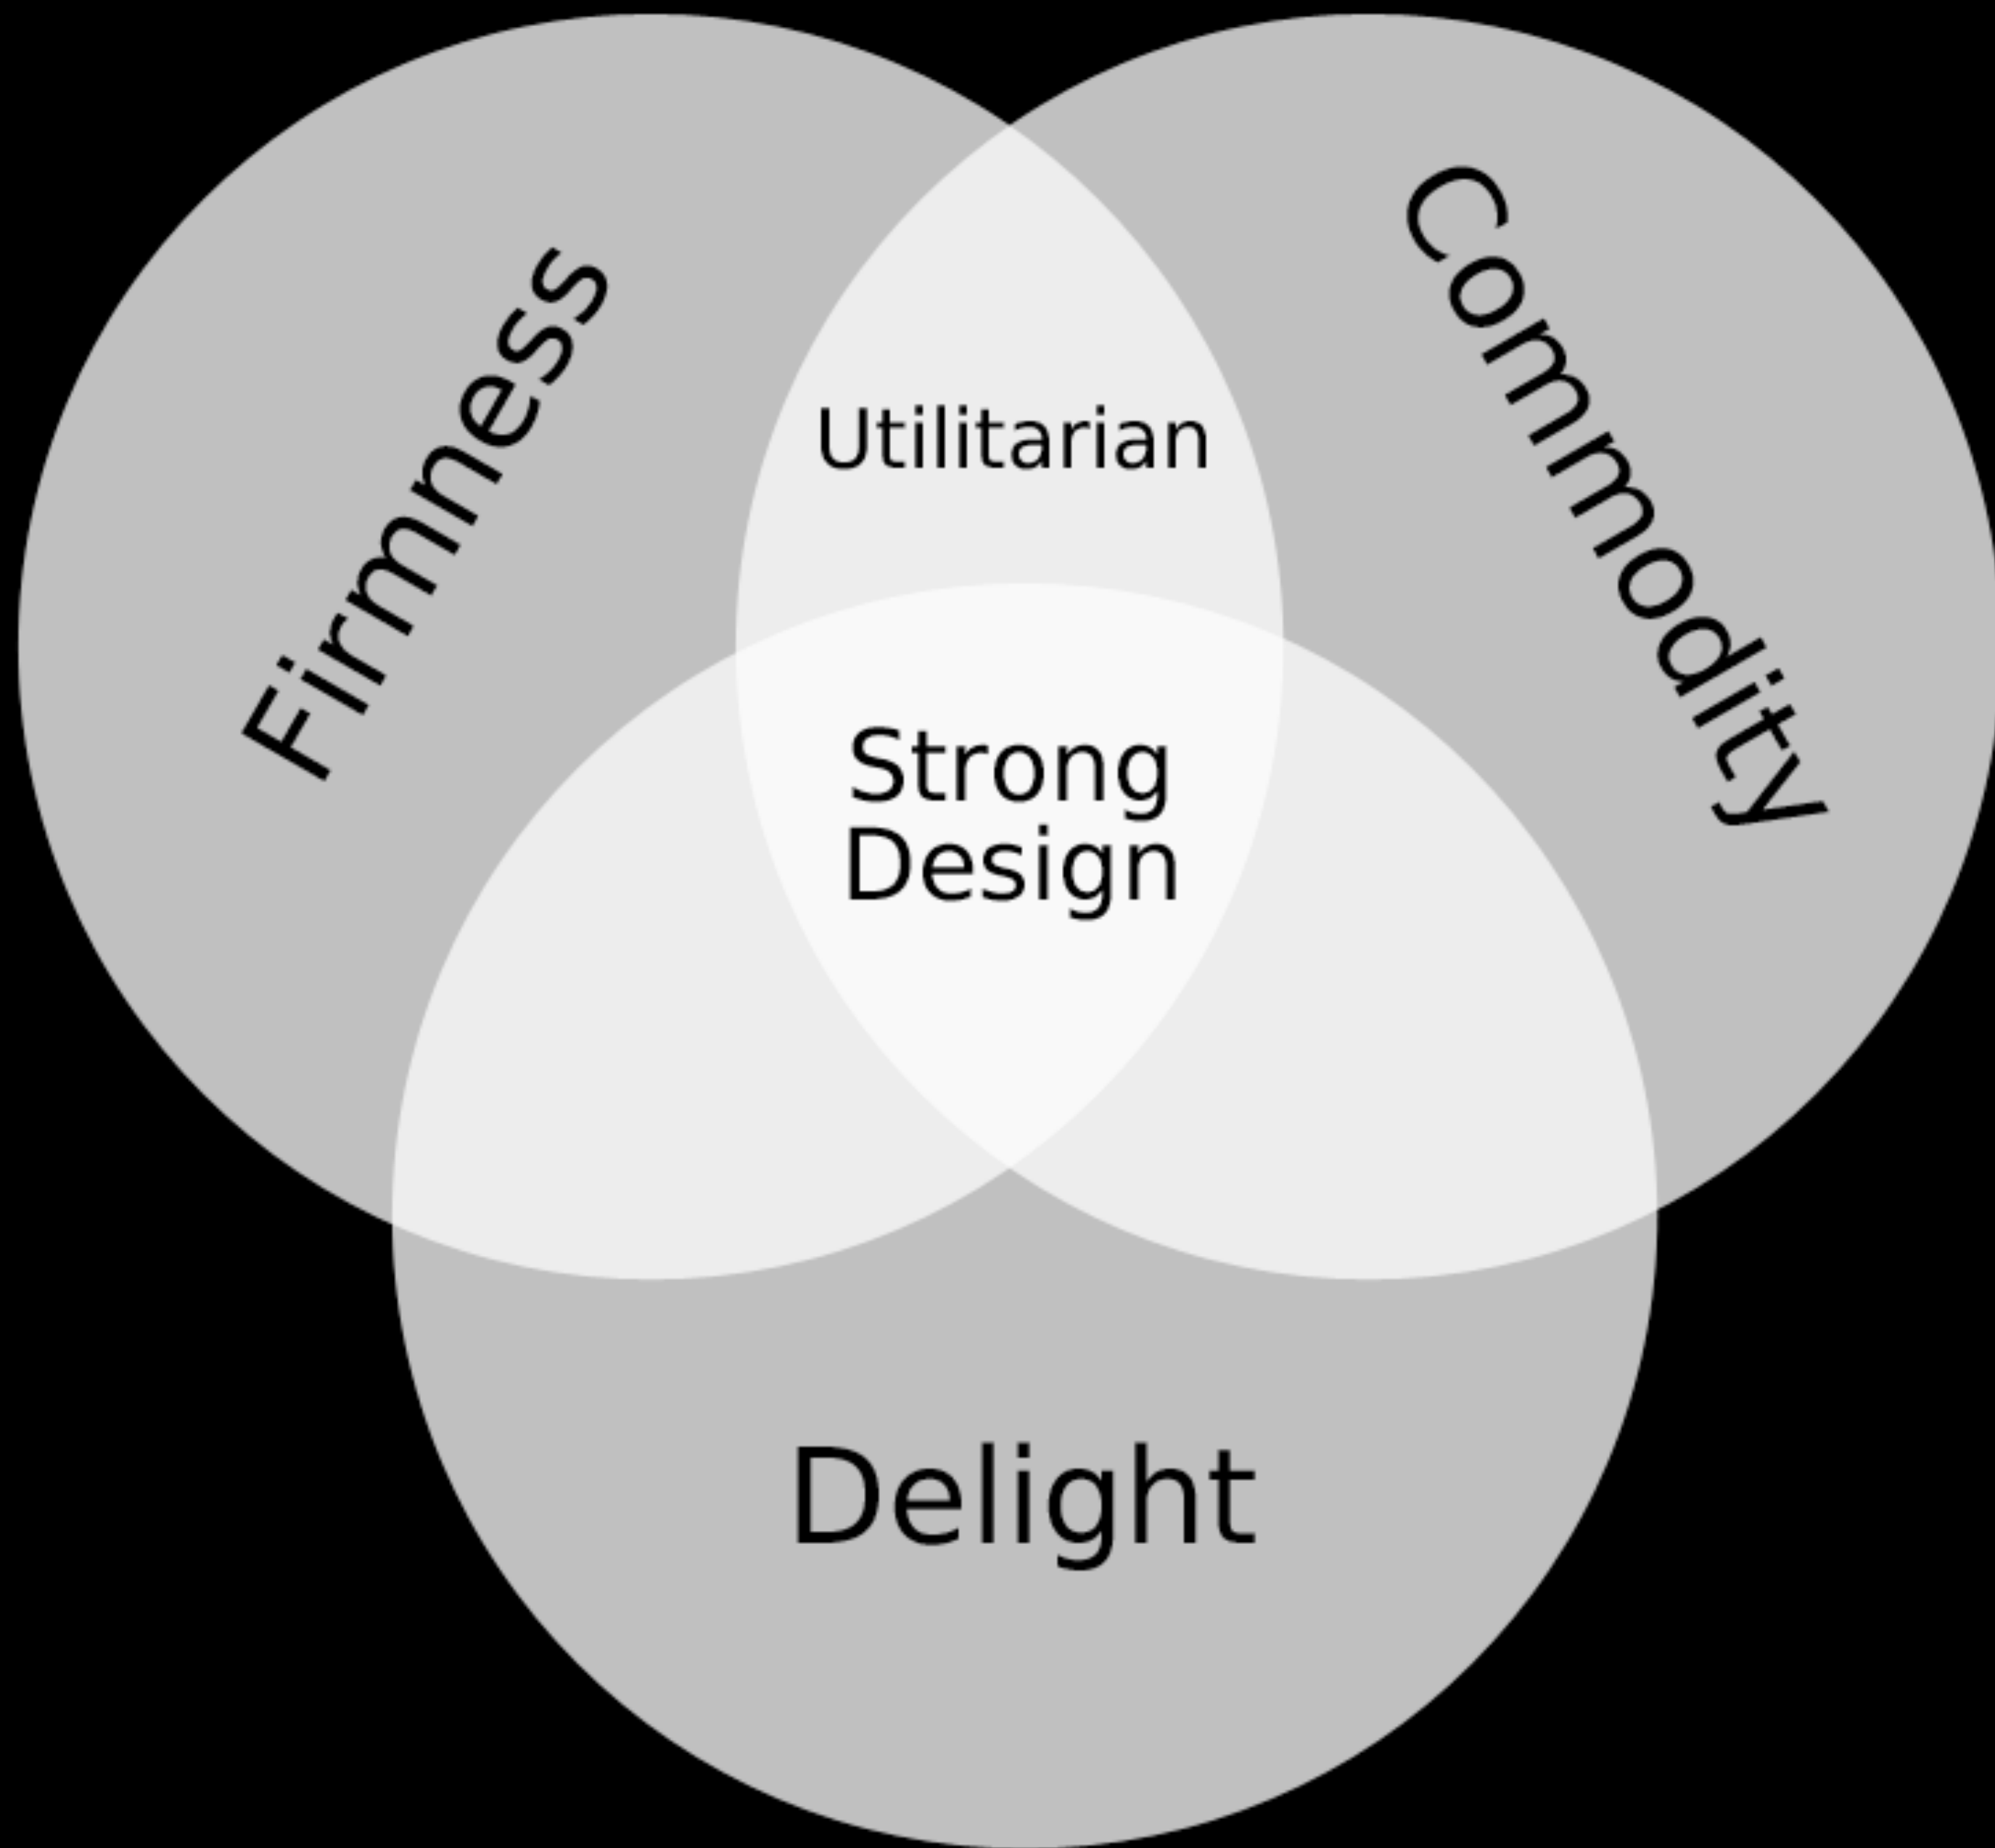 Firmness
Commodity
Utilitarian
Strong
Design
Delight